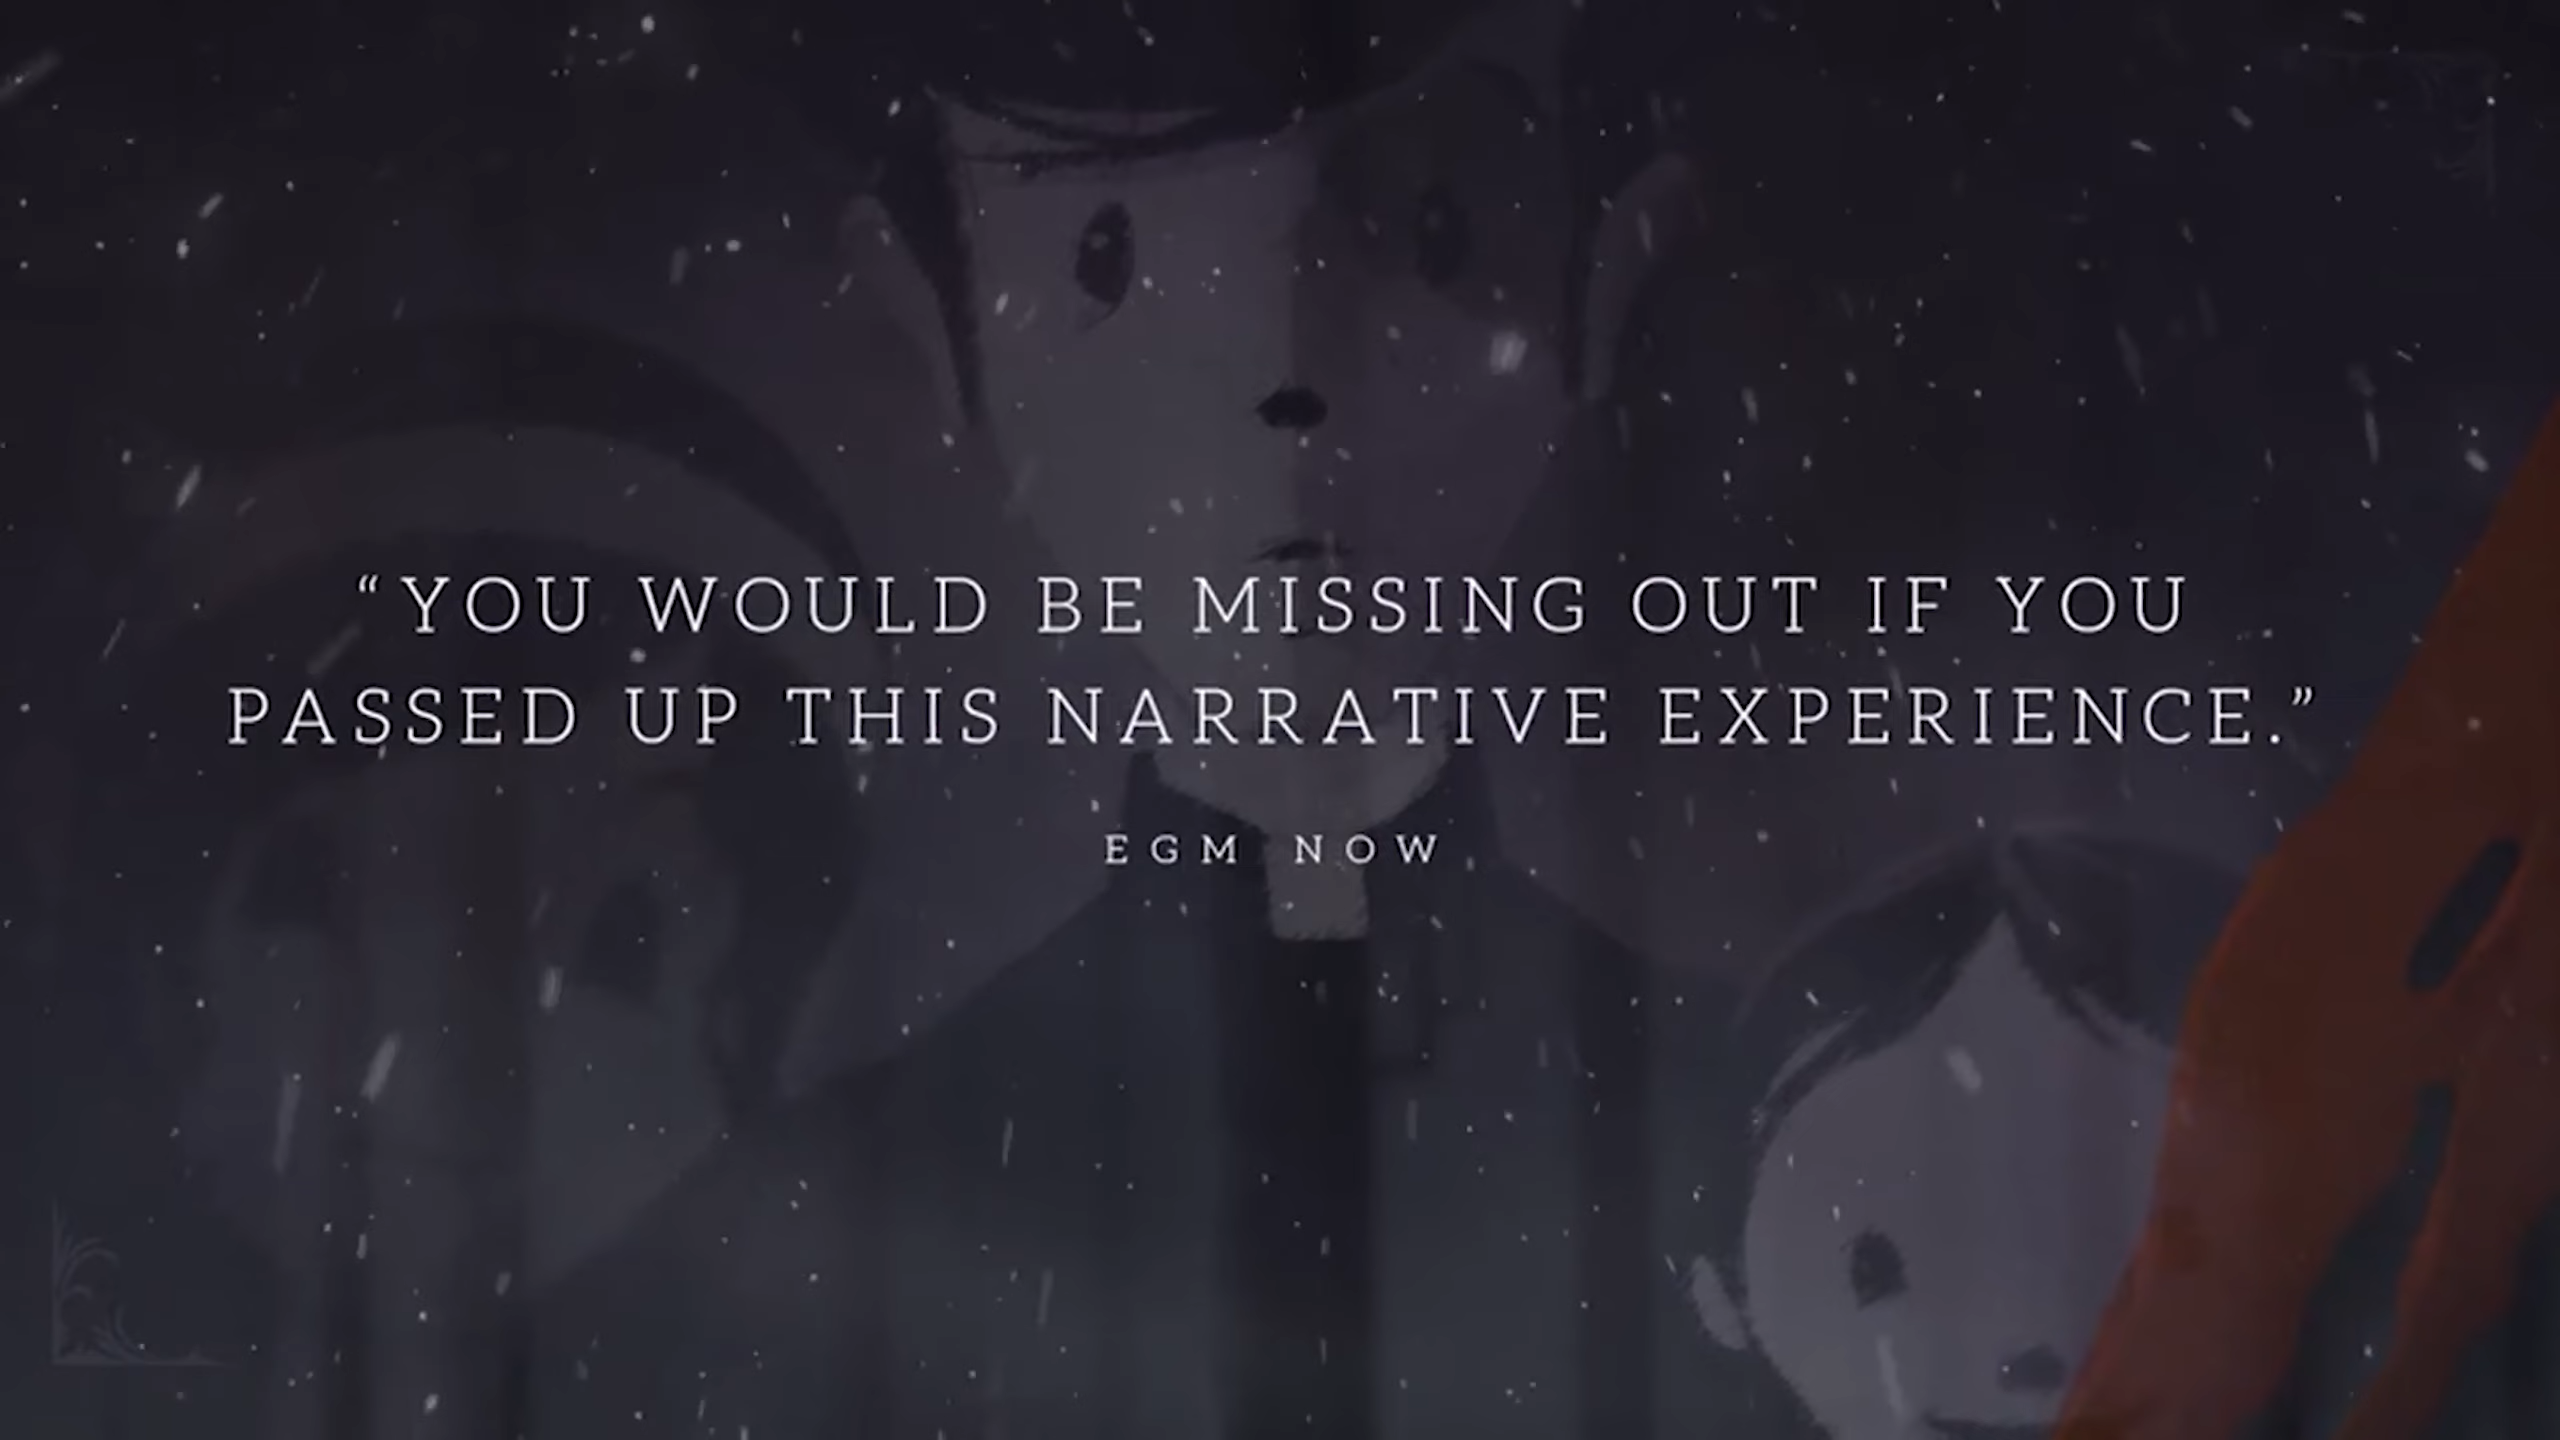 “YOU WOULD BE MISSING OUT IF YOU
PASSED UP THIS NARRATIVE EXPERIENCE.”
EGM NOW